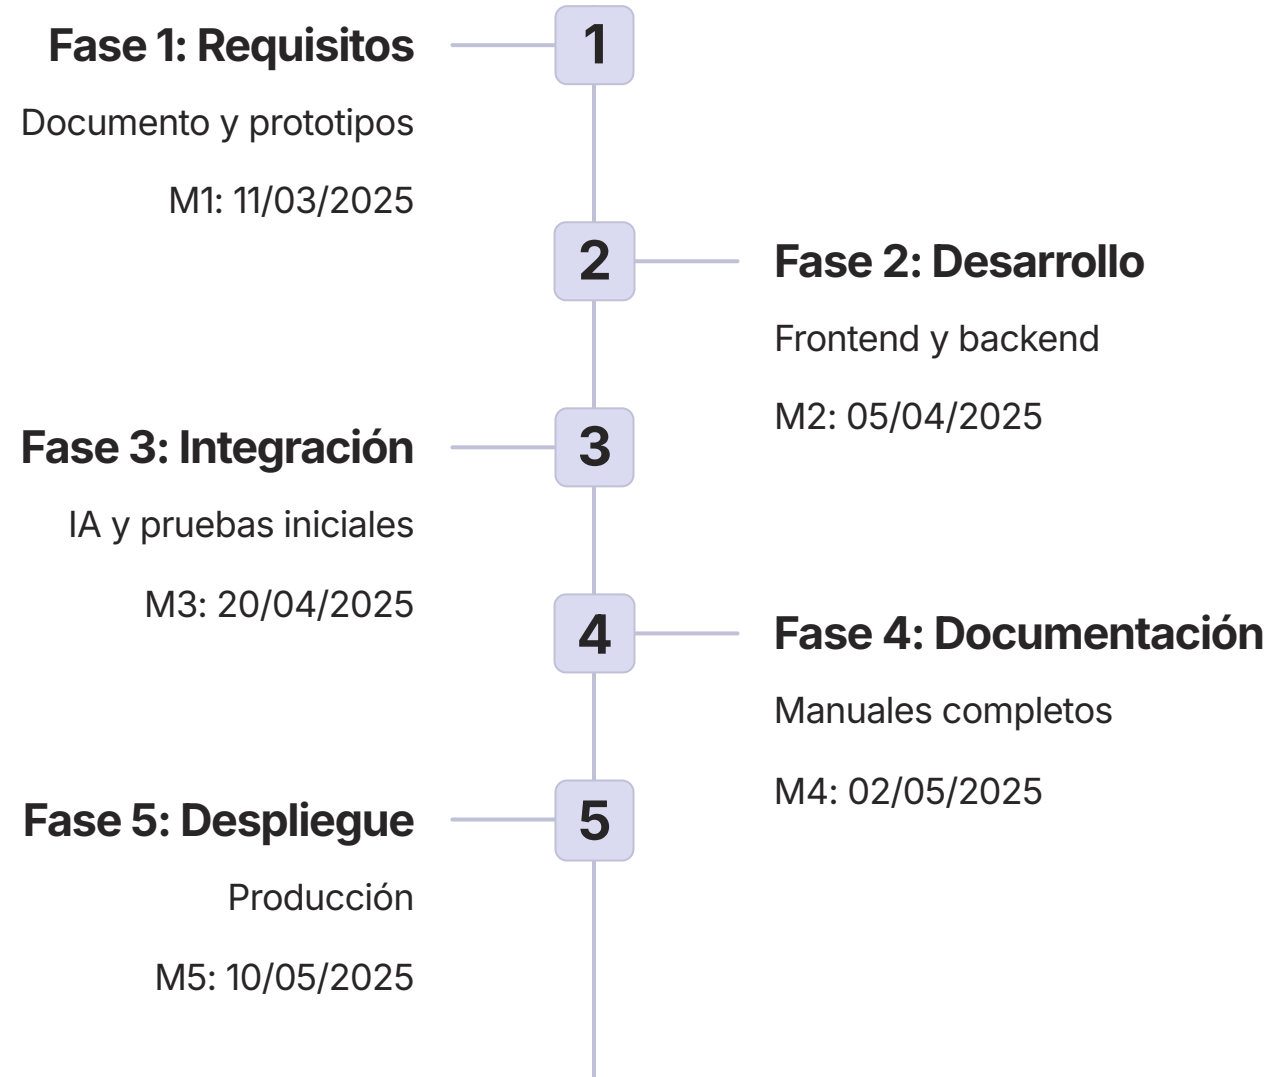 Fase 1: Requisitos
1
Documento y prototipos
M1: 11/03/2025
2
Fase 2: Desarrollo
Frontend y backend
M2: 05/04/2025
Fase 3: Integración
3
IA y pruebas iniciales
M3: 20/04/2025
4
Fase 4: Documentación
Manuales completos
M4: 02/05/2025
Fase 5: Despliegue
5
Producción
M5: 10/05/2025